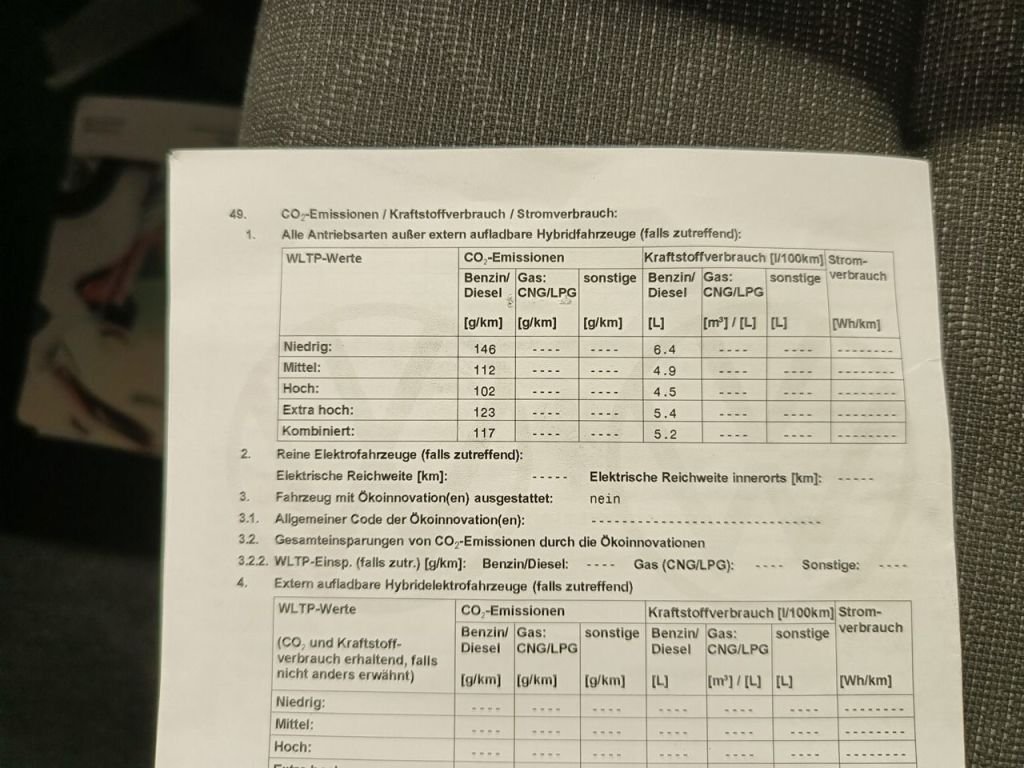 49. CO₂-Emissionen / Kraftstoffverbrauch / Stromverbrauch:
1. Alle Antriebsarten außer extern aufladbare Hybridfahrzeuge (falls zutreffend):
WLTP-Werte CO₂-Emissionen Kraftstoffverbrauch [l/100km] Strom-
verbrauch
Benzin/ Gas: sonstige Benzin/ Gas: sonstige
Diesel CNG/LPG Diesel CNG/LPG
[g/km] [g/km] [g/km] [L] [m³] / [L] [L] [Wh/km]
Niedrig: 146 ---- ---- 6.4 ---- ---- --------
Mittel: 112 ---- ---- 4.9 ---- ---- --------
Hoch: 102 ---- ---- 4.5 ---- ---- --------
Extra hoch: 123 ---- ---- 5.4 ---- ---- --------
Kombiniert: 117 ---- ---- 5.2 ---- ---- --------
2. Reine Elektrofahrzeuge (falls zutreffend):
Elektrische Reichweite [km]: ----- Elektrische Reichweite innerorts [km]: -----
3. Fahrzeug mit Ökoinnovation(en) ausgestattet: nein
3.1. Allgemeiner Code der Ökoinnovation(en): ------------------------------
3.2. Gesamteinsparungen von CO₂-Emissionen durch die Ökoinnovationen
3.2.2. WLTP-Einsp. (falls zutr.) [g/km]: Benzin/Diesel: ---- Gas (CNG/LPG): ---- Sonstige: ----
4. Extern aufladbare Hybridelektrofahrzeuge (falls zutreffend)
WLTP-Werte CO₂-Emissionen Kraftstoffverbrauch [l/100km] Strom-
verbrauch
(CO₂ und Kraftstoff- Benzin/ Gas: sonstige Benzin/ Gas: sonstige
verbrauch erhaltend, falls Diesel CNG/LPG Diesel CNG/LPG
nicht anders erwähnt) [g/km] [g/km] [g/km] [L] [m³] / [L] [L] [Wh/km]
Niedrig: ---- ---- ---- ---- ---- ---- --------
Mittel: ---- ---- ---- ---- ---- ---- --------
Hoch: ---- ---- ---- ---- ---- ---- --------